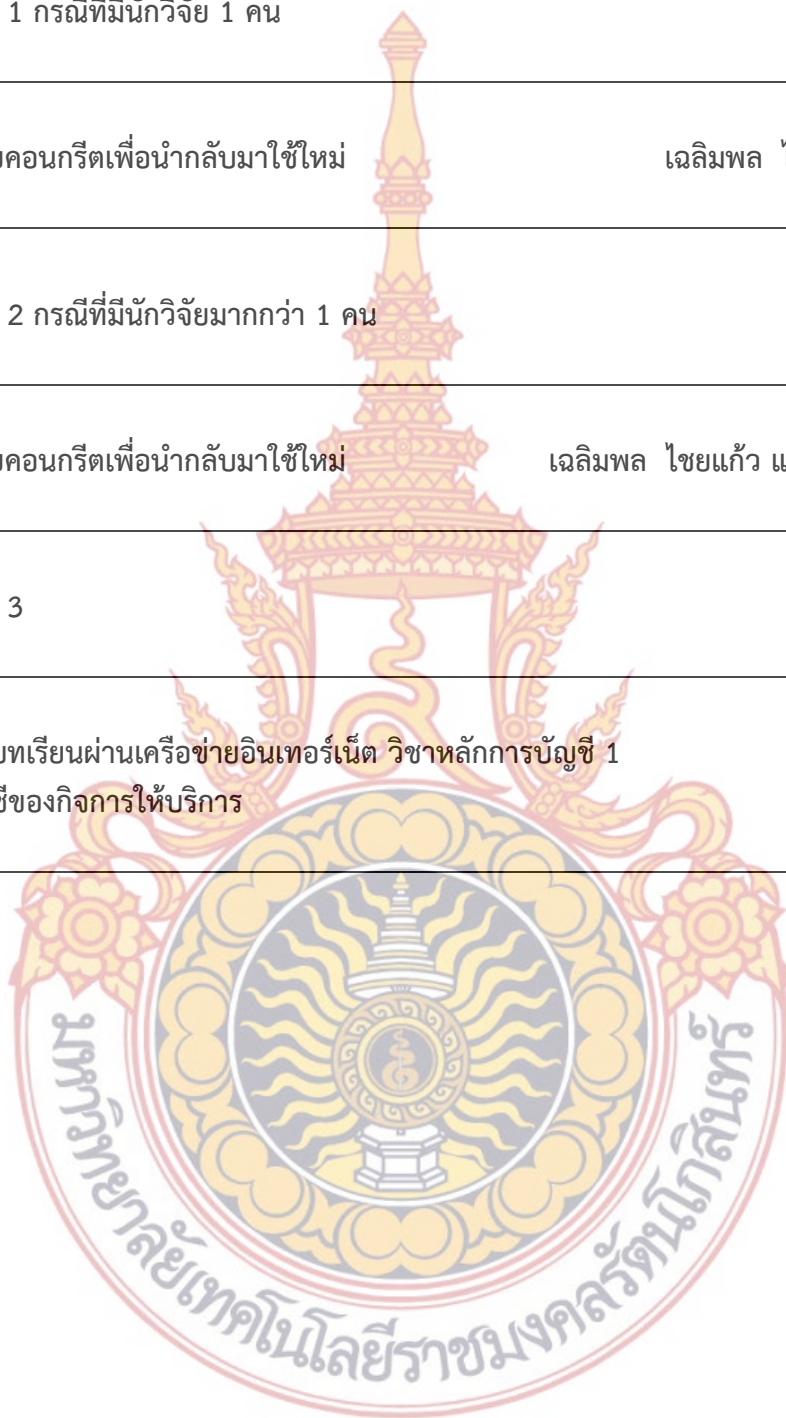 1 กรณีที่มีนักวิจัย 1 คน
คอนกรีตเพื่อนำกลับมาใช้ใหม่ เฉลิมพล
2 กรณีที่มีนักวิจัยมากกว่า 1 คน
คอนกรีตเพื่อนำกลับมาใช้ใหม่ เฉลิมพล ไชยแก้ว
3
บทเรียนผ่านเครือข่ายอินเทอร์เน็ต วิชาหลักการบัญชี 1
ของกิจการให้บริการ
มหาวิทยาลัยเทคโนโลยีราชมงคลรัตนโกสินทร์